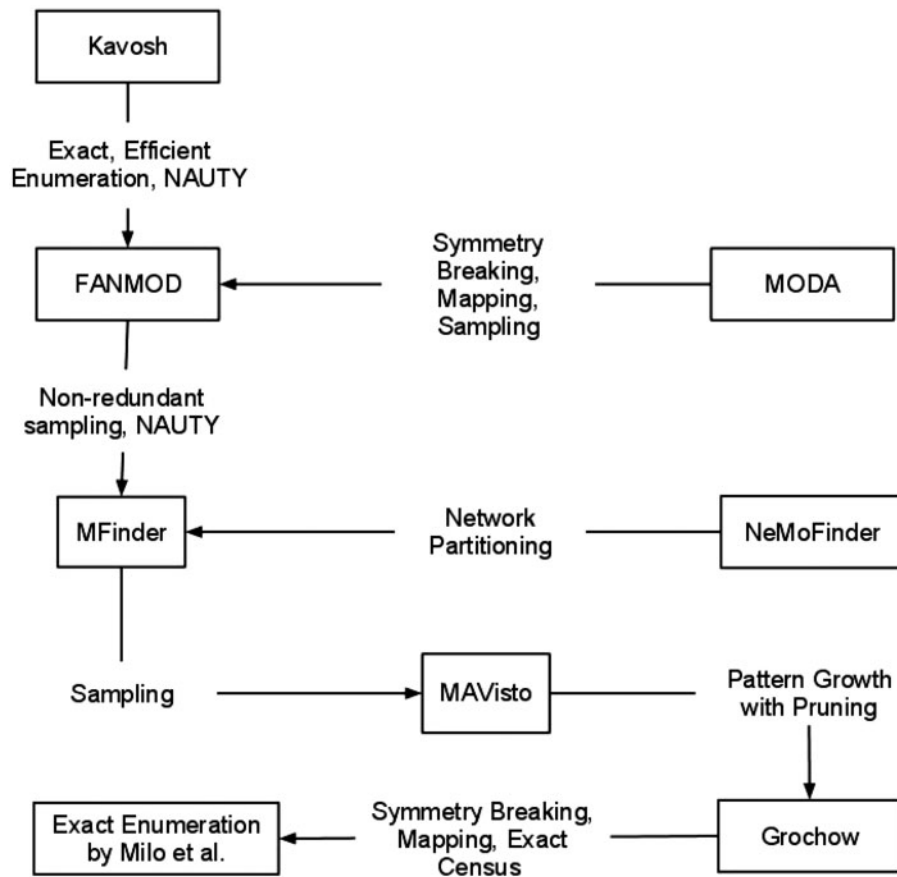 Kavosh
Exact, Efficient
Enumeration, NAUTY
FANMOD
Symmetry
Breaking,
Mapping,
Sampling
MODA
Non-redundant
sampling, NAUTY
MFinder
Network
Partitioning
NeMoFinder
Sampling
MAVisto
Pattern Growth
with Pruning
Exact Enumeration
by Milo et al.
Symmetry Breaking,
Mapping, Exact
Census
Grochow